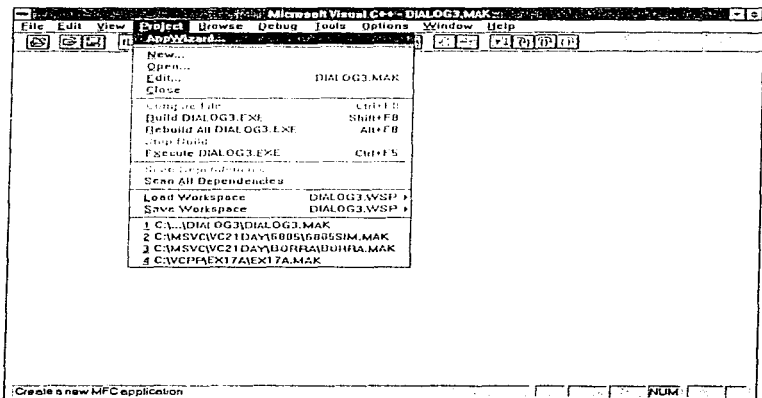 Microsoft Visual C++ - DIALOG3.MAK
File Edit View Project Browse Debug Tools Options Window Help
AppWizard...
New...
Open...
Edit... DIALOG3.MAK
Close
Compile File Ctrl+F8
Build DIALOG3.EXE Shift+F8
Rebuild All DIALOG3.EXE Alt+F8
Stop Build
Execute DIALOG3.EXE Ctrl+F5
Scan Dependencies
Scan All Dependencies
Load Workspace DIALOG3.WSP
Save Workspace DIALOG3.WSP
1 C:\...\DIALOG3\DIALOG3.MAK
2 C:\MSVC\VC21DAY\6805\6805SIM.MAK
3 C:\MSVC\VC21DAY\BORRA\BORRA.MAK
4 C:\VCPP\EX17A\EX17A.MAK
Create a new MFC application NUM